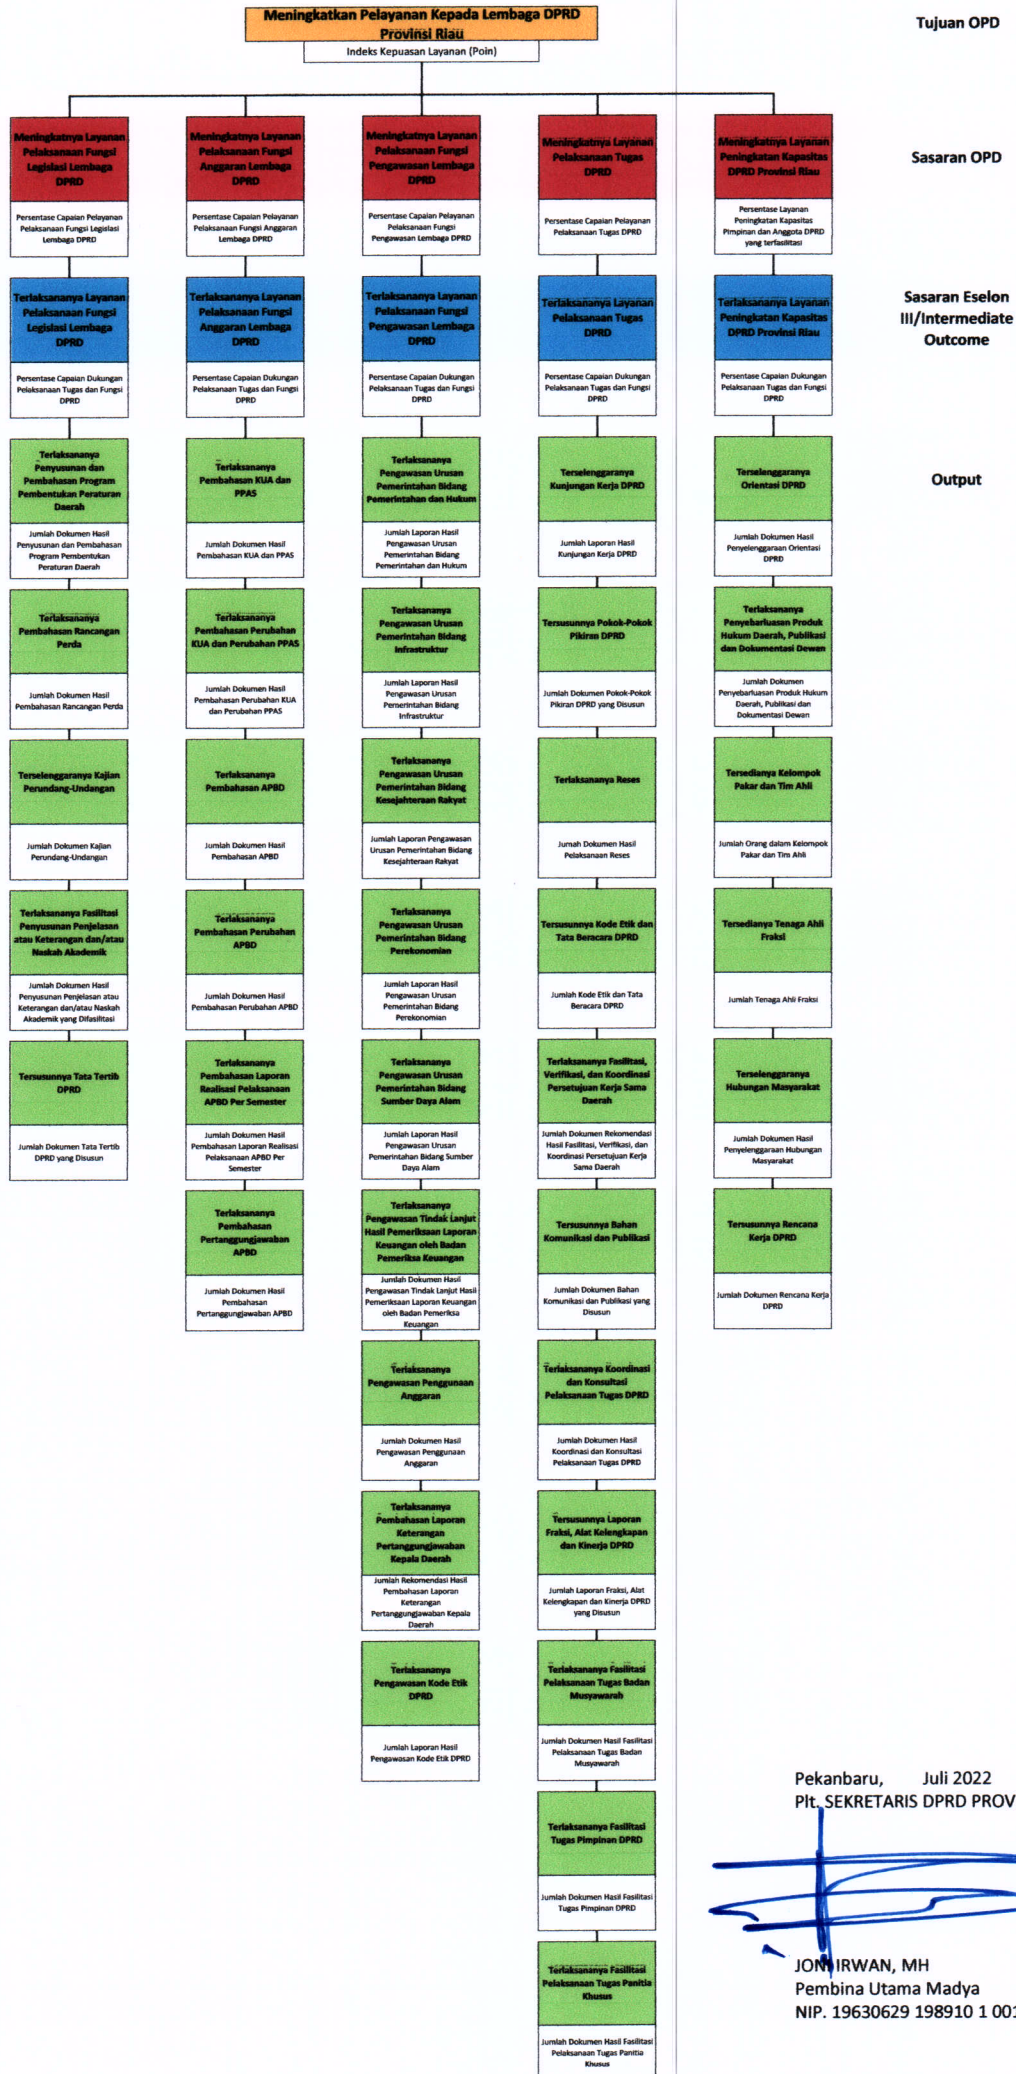 Meningkatkan Pelayanan Kepada Lembaga DPRD
Provinsi Riau
Indeks Kepuasan Layanan (Poin)
Tujuan OPD
Meningkatnya Layanan
Pelaksanaan Fungsi
Legislasi Lembaga
DPRD
Persentase Capaian Pelayanan
Pelaksanaan Fungsi Legislasi
Lembaga DPRD
Meningkatnya Layanan
Pelaksanaan Fungsi
Anggaran Lembaga
DPRD
Persentase Capaian Pelayanan
Pelaksanaan Fungsi Anggaran
Lembaga DPRD
Meningkatnya Layanan
Pelaksanaan Fungsi
Pengawasan Lembaga
DPRD
Persentase Capaian Pelayanan
Pelaksanaan Fungsi
Pengawasan Lembaga DPRD
Meningkatnya Layanan
Pelaksanaan Tugas
DPRD
Persentase Capaian Pelayanan
Pelaksanaan Tugas DPRD
Meningkatnya Layanan
Peningkatan Kapasitas
DPRD Provinsi Riau
Persentase Layanan
Peningkatan Kapasitas
Pimpinan dan Anggota DPRD
yang terfasilitasi
Sasaran OPD
Terlaksananya Layanan
Pelaksanaan Fungsi
Legislasi Lembaga
DPRD
Persentase Capaian Dukungan
Pelaksanaan Tugas dan Fungsi
DPRD
Terlaksananya Layanan
Pelaksanaan Fungsi
Anggaran Lembaga
DPRD
Persentase Capaian Dukungan
Pelaksanaan Tugas dan Fungsi
DPRD
Terlaksananya Layanan
Pelaksanaan Fungsi
Pengawasan Lembaga
DPRD
Persentase Capaian Dukungan
Pelaksanaan Tugas dan Fungsi
DPRD
Terlaksananya Layanan
Pelaksanaan Tugas
DPRD
Persentase Capaian Dukungan
Pelaksanaan Tugas dan Fungsi
DPRD
Terlaksananya Layanan
Peningkatan Kapasitas
DPRD Provinsi Riau
Persentase Capaian Dukungan
Pelaksanaan Tugas dan Fungsi
DPRD
Sasaran Eselon
III/Intermediate
Outcome
Terlaksananya
Penyusunan dan
Pembahasan Program
Pembentukan Peraturan
Daerah
Jumlah Dokumen Hasil
Penyusunan dan Pembahasan
Program Pembentukan
Peraturan Daerah
Terlaksananya
Pembahasan Rancangan
Perda
Jumlah Dokumen Hasil
Pembahasan Rancangan Perda
Terselenggaranya Kajian
Perundang-Undangan
Jumlah Dokumen Kajian
Perundang-Undangan
Terlaksananya Fasilitasi
Penyusunan Penjelasan
atau Keterangan dan/atau
Naskah Akademik
Jumlah Dokumen Hasil
Penyusunan Penjelasan atau
Keterangan dan/atau Naskah
Akademik yang Difasilitasi
Tersusunnya Tata Tertib
DPRD
Jumlah Dokumen Tata Tertib
DPRD yang Disusun
Terlaksananya
Pembahasan KUA dan
PPAS
Jumlah Dokumen Hasil
Pembahasan KUA dan PPAS
Terlaksananya
Pembahasan Perubahan
KUA dan Perubahan PPAS
Jumlah Dokumen Hasil
Pembahasan Perubahan KUA
dan Perubahan PPAS
Terlaksananya
Pembahasan APBD
Jumlah Dokumen Hasil
Pembahasan APBD
Terlaksananya
Pembahasan Perubahan
APBD
Jumlah Dokumen Hasil
Pembahasan Perubahan APBD
Terlaksananya
Pembahasan Laporan
Realisasi Pelaksanaan
APBD Per Semester
Jumlah Dokumen Hasil
Pembahasan Laporan Realisasi
Pelaksanaan APBD Per
Semester
Terlaksananya
Pembahasan
Pertanggungjawaban
APBD
Jumlah Dokumen Hasil
Pembahasan
Pertanggungjawaban APBD
Terlaksananya
Pengawasan Urusan
Pemerintahan Bidang
Pemerintahan dan Hukum
Jumlah Laporan Hasil
Pengawasan Urusan
Pemerintahan Bidang
Pemerintahan dan Hukum
Terlaksananya
Pengawasan Urusan
Pemerintahan Bidang
Infrastruktur
Jumlah Laporan Hasil
Pengawasan Urusan
Pemerintahan Bidang
Infrastruktur
Terlaksananya
Pengawasan Urusan
Pemerintahan Bidang
Kesejahteraan Rakyat
Jumlah Laporan Pengawasan
Urusan Pemerintahan Bidang
Kesejahteraan Rakyat
Terlaksananya
Pengawasan Urusan
Pemerintahan Bidang
Perekonomian
Jumlah Laporan Hasil
Pengawasan Urusan
Pemerintahan Bidang
Perekonomian
Terlaksananya
Pengawasan Urusan
Pemerintahan Bidang
Sumber Daya Alam
Jumlah Laporan Hasil
Pengawasan Urusan
Pemerintahan Bidang Sumber
Daya Alam
Terlaksananya
Pengawasan Tindak Lanjut
Hasil Pemeriksaan Laporan
Keuangan oleh Badan
Pemeriksa Keuangan
Jumlah Dokumen Hasil
Pengawasan Tindak Lanjut Hasil
Pemeriksaan Laporan Keuangan
oleh Badan Pemeriksa
Keuangan
Terlaksananya
Pengawasan Penggunaan
Anggaran
Jumlah Dokumen Hasil
Pengawasan Penggunaan
Anggaran
Terlaksananya
Pembahasan Laporan
Keterangan
Pertanggungjawaban
Kepala Daerah
Jumlah Rekomendasi Hasil
Pembahasan Laporan
Keterangan
Pertanggungjawaban Kepala
Daerah
Terlaksananya
Pengawasan Kode Etik
DPRD
Jumlah Laporan Hasil
Pengawasan Kode Etik DPRD
Terselenggaranya
Kunjungan Kerja DPRD
Jumlah Laporan Hasil
Kunjungan Kerja DPRD
Tersusunnya Pokok-Pokok
Pikiran DPRD
Jumlah Dokumen Pokok-Pokok
Pikiran DPRD yang Disusun
Terlaksananya Reses
Jumah Dokumen Hasil
Pelaksanaan Reses
Tersusunnya Kode Etik dan
Tata Beracara DPRD
Jumlah Kode Etik dan Tata
Beracara DPRD
Terlaksananya Fasilitasi,
Verifikasi, dan Koordinasi
Persetujuan Kerja Sama
Daerah
Jumlah Dokumen Rekomendasi
Hasil Fasilitasi, Verifikasi, dan
Koordinasi Persetujuan Kerja
Sama Daerah
Tersusunnya Bahan
Komunikasi dan Publikasi
Jumlah Dokumen Bahan
Komunikasi dan Publikasi yang
Disusun
Terlaksananya Koordinasi
dan Konsultasi
Pelaksanaan Tugas DPRD
Jumlah Dokumen Hasil
Koordinasi dan Konsultasi
Pelaksanaan Tugas DPRD
Tersusunnya Laporan
Fraksi, Alat Kelengkapan
dan Kinerja DPRD
Jumlah Laporan Fraksi, Alat
Kelengkapan dan Kinerja DPRD
yang Disusun
Terlaksananya Fasilitasi
Pelaksanaan Tugas Badan
Musyawarah
Jumlah Dokumen Hasil Fasilitasi
Pelaksanaan Tugas Badan
Musyawarah
Terlaksananya Fasilitasi
Tugas Pimpinan DPRD
Jumlah Dokumen Hasil Fasilitasi
Tugas Pimpinan DPRD
Terlaksananya Fasilitasi
Pelaksanaan Tugas Panitia
Khusus
Jumlah Dokumen Hasil Fasilitasi
Pelaksanaan Tugas Panitia
Khusus
Terselenggaranya
Orientasi DPRD
Jumlah Dokumen Hasil
Penyelenggaraan Orientasi
DPRD
Terlaksananya
Penyebarluasan Produk
Hukum Daerah, Publikasi
dan Dokumentasi Dewan
Jumlah Dokumen
Penyebarluasan Produk Hukum
Daerah, Publikasi dan
Dokumentasi Dewan
Tersedianya Kelompok
Pakar dan Tim Ahli
Jumlah Orang dalam Kelompok
Pakar dan Tim Ahli
Tersedianya Tenaga Ahli
Fraksi
Jumlah Tenaga Ahli Fraksi
Terselenggaranya
Hubungan Masyarakat
Jumlah Dokumen Hasil
Penyelenggaraan Hubungan
Masyarakat
Tersusunnya Rencana
Kerja DPRD
Jumlah Dokumen Rencana Kerja
DPRD
Output
Pekanbaru, Juli 2022
Plt. SEKRETARIS DPRD PROV
JONI IRWAN, MH
Pembina Utama Madya
NIP. 19630629 198910 1 001